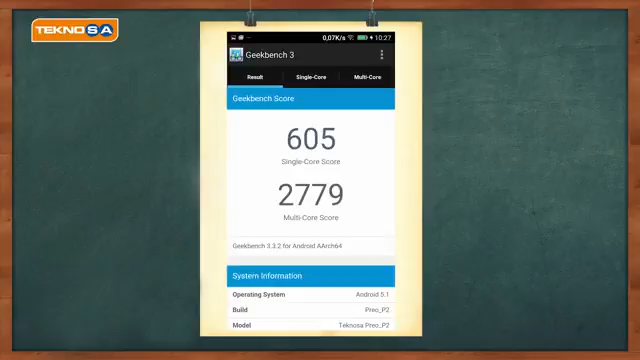 TEKNOSA
0,07K/s 10:27
Geekbench 3
Result Single-Core Multi-Core
Geekbench Score
605
Single-Core Score
2779
Multi-Core Score
Geekbench 3.3.2 for Android AArch64
System Information
Operating System Android 5.1
Build Preo_P2
Model Teknosa Preo_P2